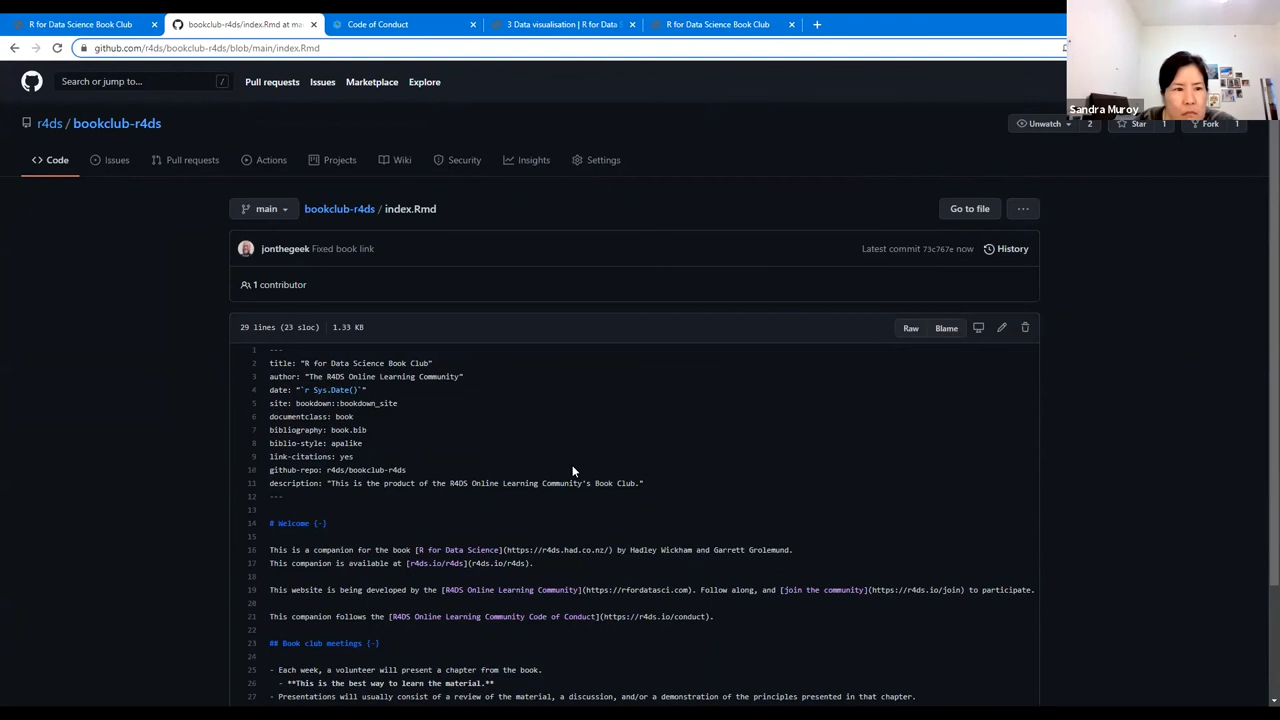 R for Data Science Book Club
bookclub-r4ds/index.Rmd at mai
Code of Conduct
3 Data visualisation | R for Data S
R for Data Science Book Club
github.com/r4ds/bookclub-r4ds/blob/main/index.Rmd
Sandra Muroy
Search or jump to...
/
Pull requests
Issues
Marketplace
Explore
r4ds / bookclub-r4ds
Unwatch 2
Star 1
Fork 1
Code
Issues
Pull requests
Actions
Projects
Wiki
Security
Insights
Settings
main
bookclub-r4ds / index.Rmd
Go to file
...
jonthegeek Fixed book link
Latest commit 73c767e now
History
1 contributor
29 lines (23 sloc) | 1.33 KB
Raw
Blame
1 ---
2 title: "R for Data Science Book Club"
3 author: "The R4DS Online Learning Community"
4 date: "`r Sys.Date()`"
5 site: bookdown::bookdown_site
6 documentclass: book
7 bibliography: book.bib
8 biblio-style: apalike
9 link-citations: yes
10 github-repo: r4ds/bookclub-r4ds
11 description: "This is the product of the R4DS Online Learning Community's Book Club."
12 ---
13
14 # Welcome {-}
15
16 This is a companion for the book [R for Data Science](https://r4ds.had.co.nz/) by Hadley Wickham and Garrett Grolemund.
17 This companion is available at [r4ds.io/r4ds](r4ds.io/r4ds).
18
19 This website is being developed by the [R4DS Online Learning Community](https://rfordatasci.com). Follow along, and [join the community](https://r4ds.io/join) to participate.
20
21 This companion follows the [R4DS Online Learning Community Code of Conduct](https://r4ds.io/conduct).
22
23 ## Book club meetings {-}
24
25 - Each week, a volunteer will present a chapter from the book.
26 - **This is the best way to learn the material.**
27 - Presentations will usually consist of a review of the material, a discussion, and/or a demonstration of the principles presented in that chapter.